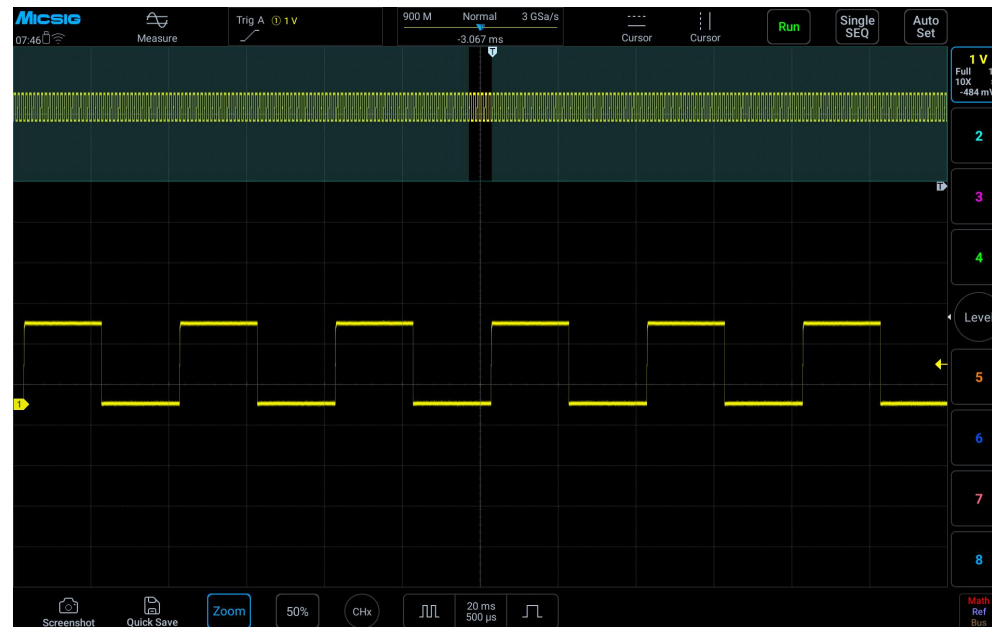 Micsig
07:46
Measure
Trig A ① 1 V
900 M Normal 3 GSa/s
-3.067 ms
Cursor
Cursor
Run
Single
SEQ
Auto
Set
T
1 V
Full 1
10X
-484 mV
2
T
3
4
Level
1
5
6
7
8
Screenshot
Quick Save
Zoom
50%
CHx
20 ms
500 µs
Math
Ref
Bus